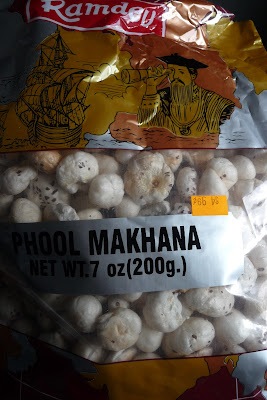 Ramdev
PHOOL MAKHANA
NET WT.7 oz(200g.)